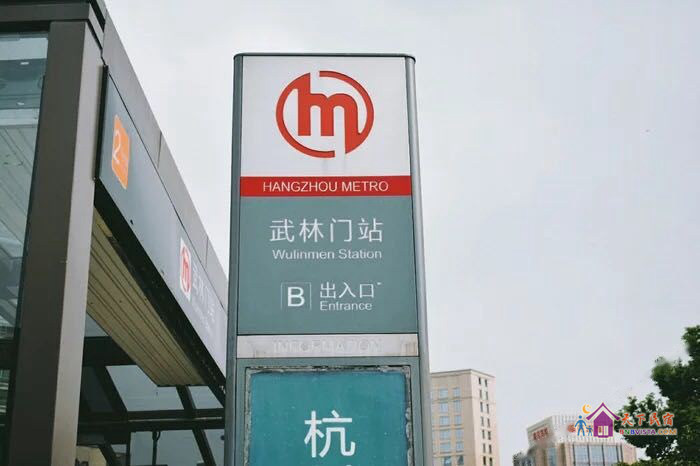 2
HANGZHOU METRO
武林门站
Wulinmen Station
B 出入口
Entrance
INFORMATION
杭